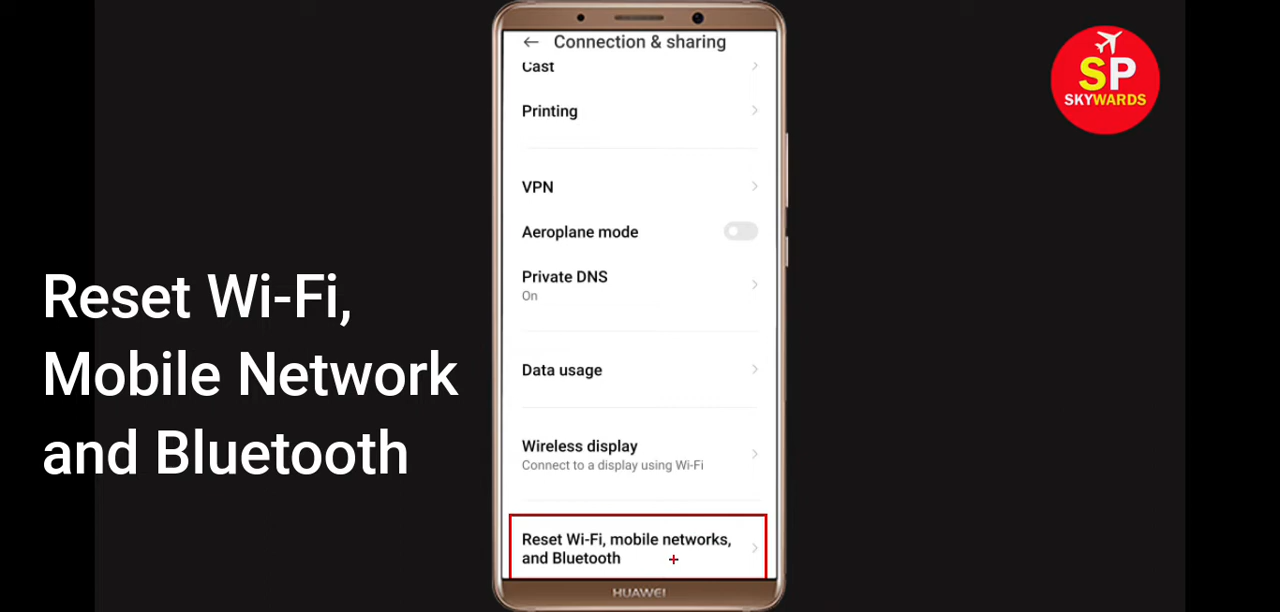 Connection & sharing
Cast
Printing
VPN
Aeroplane mode
Private DNS
On
Data usage
Wireless display
Connect to a display using Wi-Fi
Reset Wi-Fi, mobile networks,
and Bluetooth
HUAWEI
Reset Wi-Fi,
Mobile Network
and Bluetooth
SP
SKYWARDS